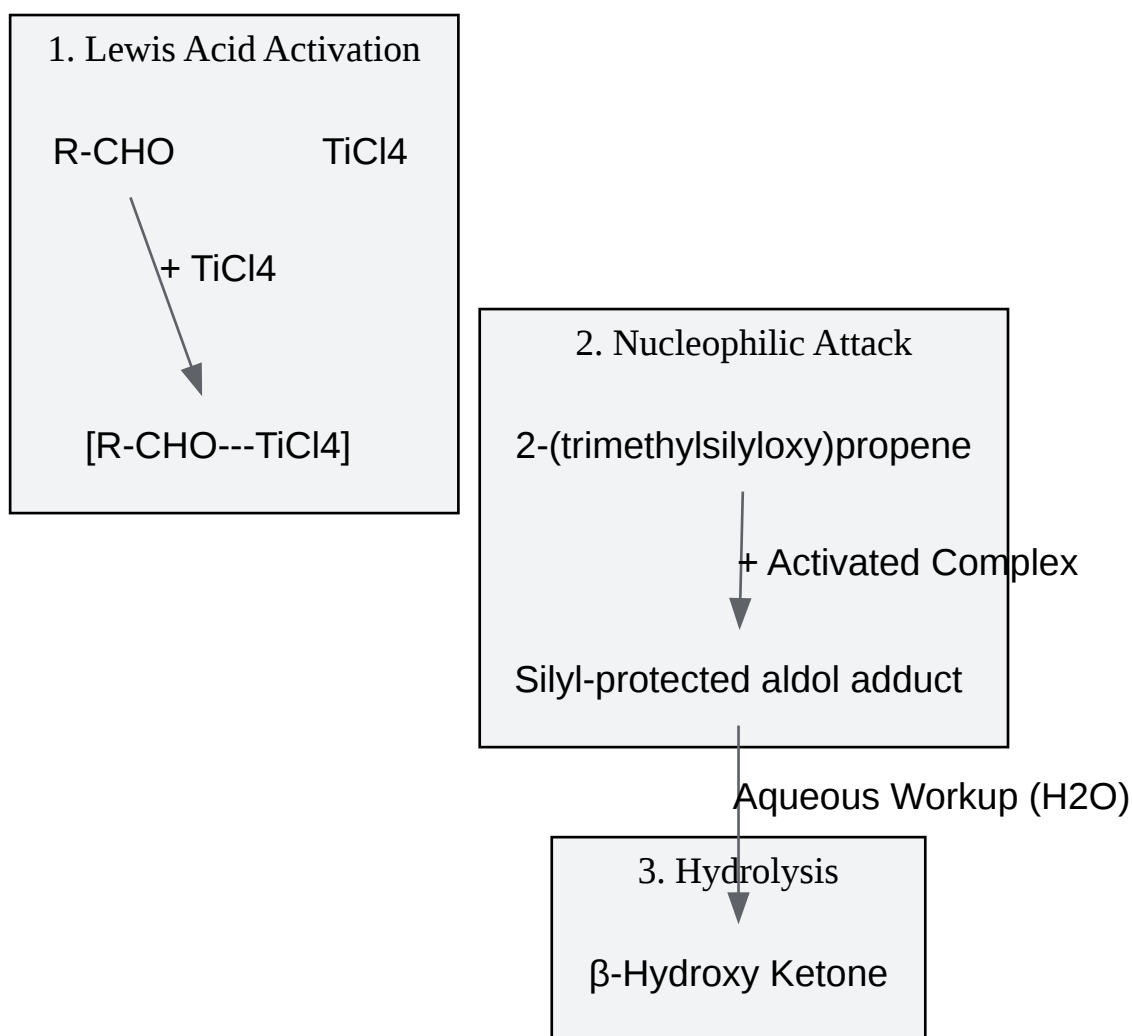 1. Lewis Acid Activation
R-CHO
TiCl4
+ TiCl4
[R-CHO---TiCl4]
2. Nucleophilic Attack
2-(trimethylsilyloxy)propene
+ Activated Complex
Silyl-protected aldol adduct
Aqueous Workup (H2O)
3. Hydrolysis
β-Hydroxy Ketone